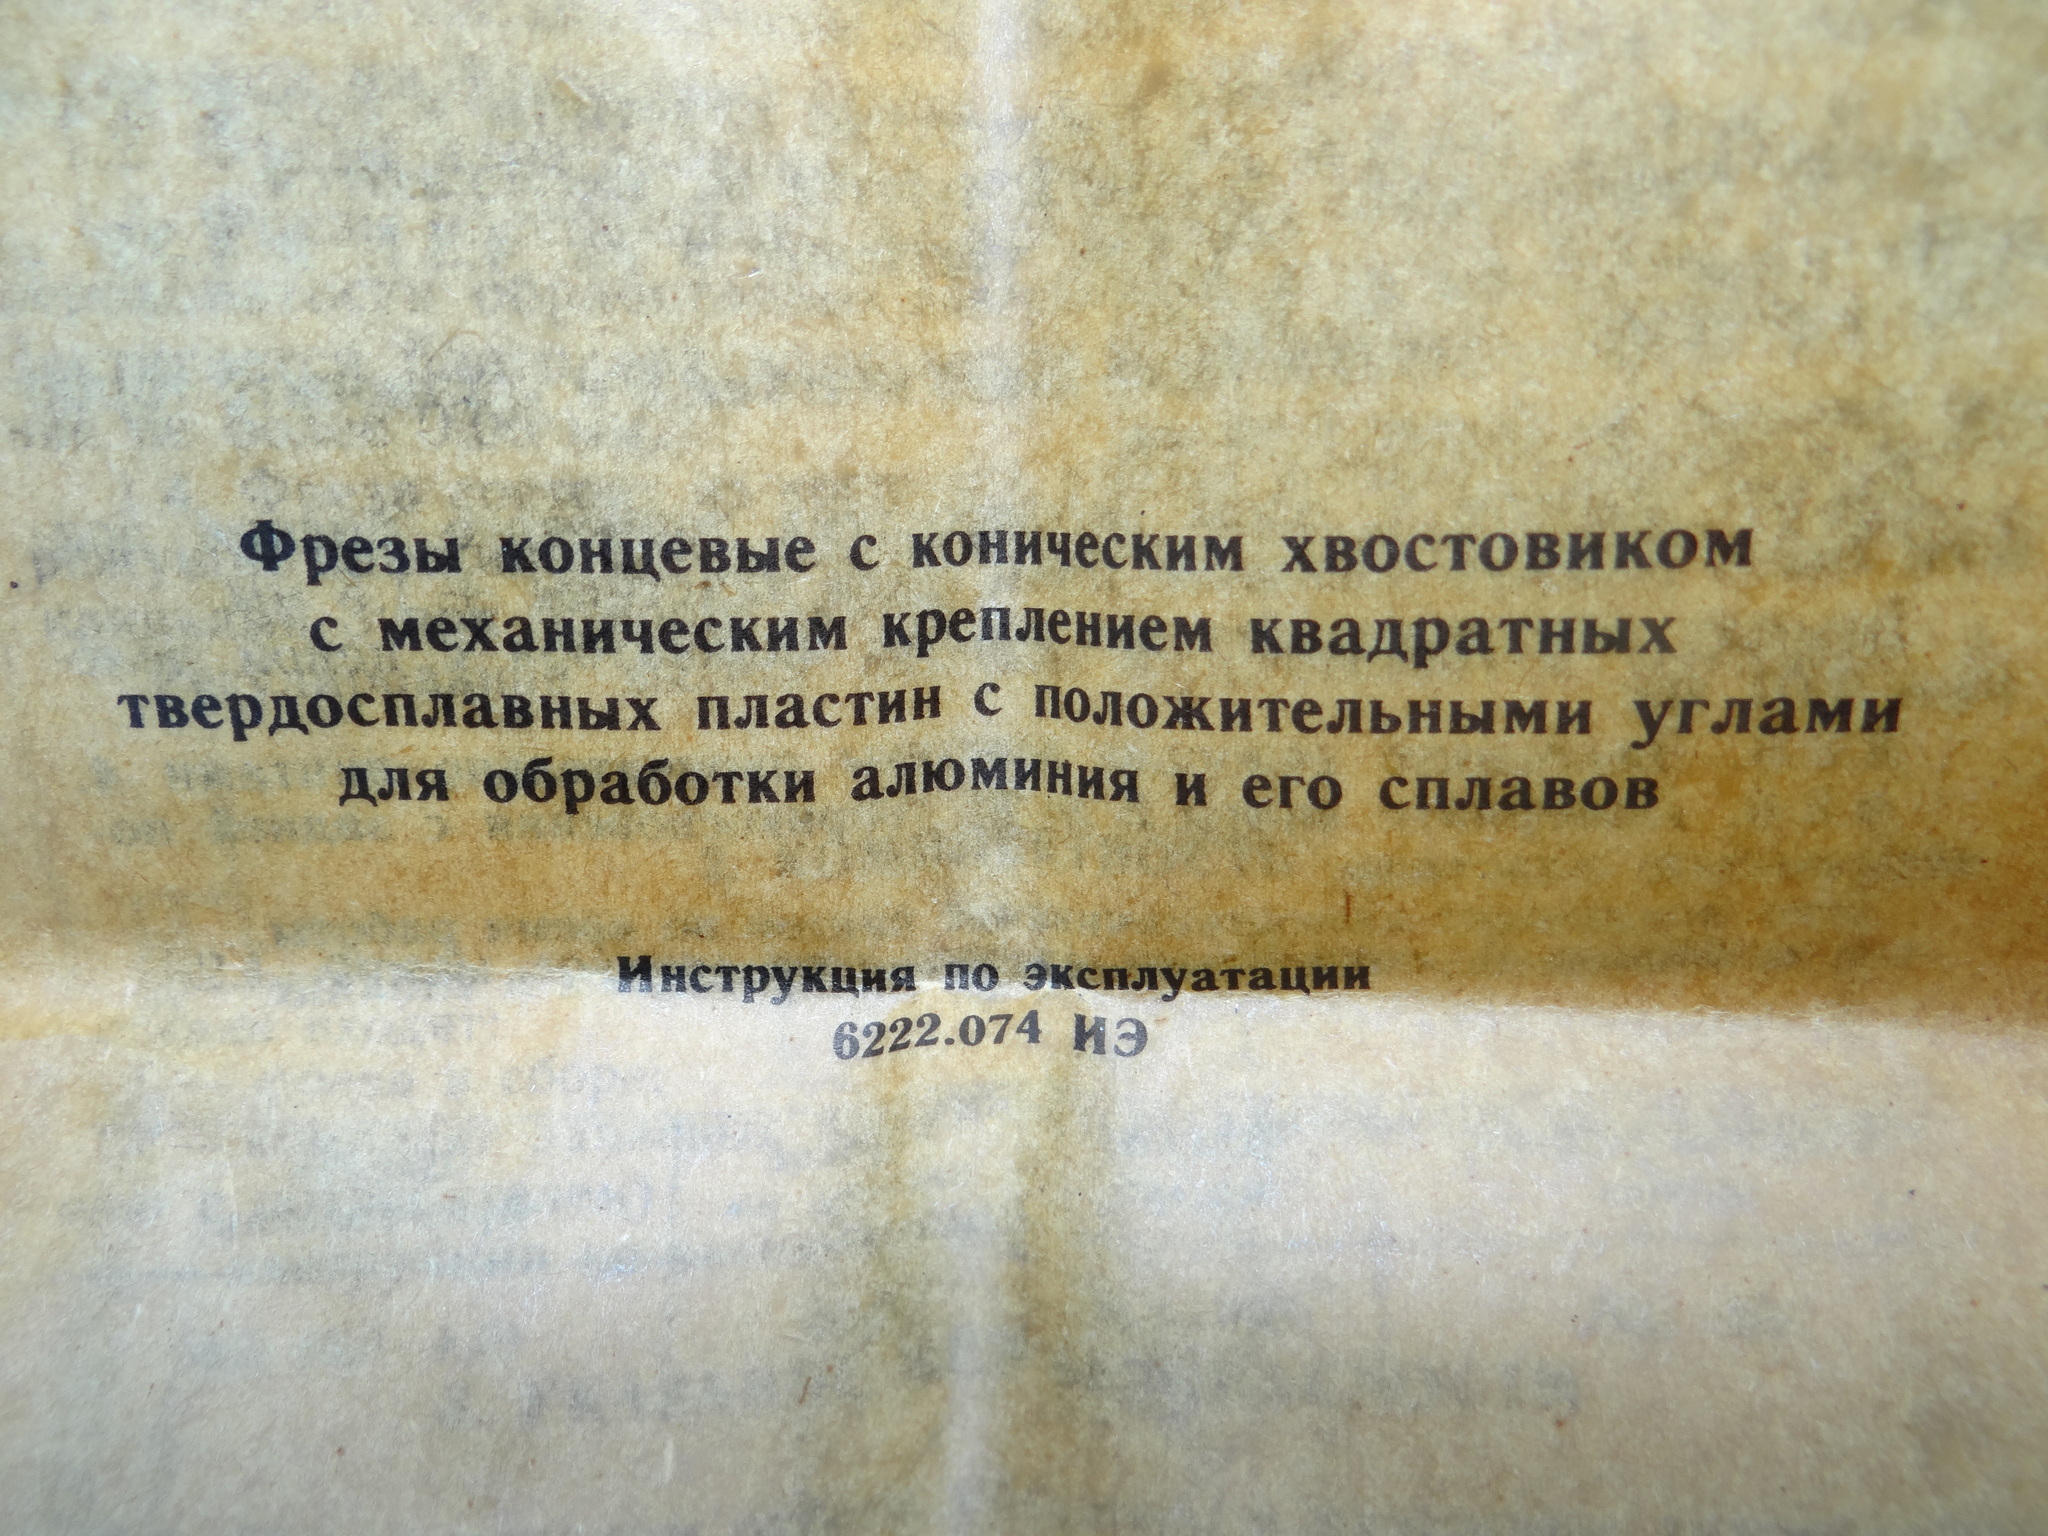 Фрезы концевые с коническим хвостовиком
с механическим креплением квадратных
твердосплавных пластин с положительными углами
для обработки алюминия и его сплавов
Инструкция по эксплуатации
6222.074 ИЭ